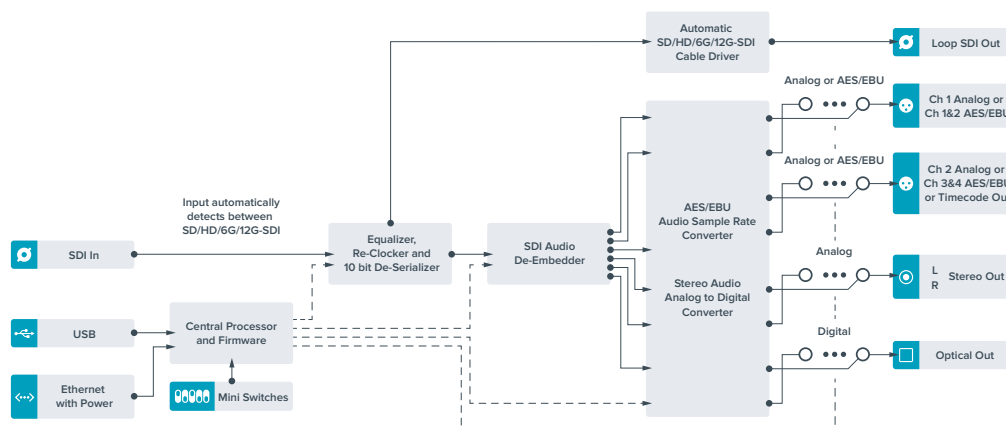 Automatic
SD/HD/6G/12G-SDI
Cable Driver
Loop SDI Out
Analog or AES/EBU
Ch 1 Analog or
Ch 1&2 AES/EBU
Analog or AES/EBU
Ch 2 Analog or
Ch 3&4 AES/EBU
or Timecode Ou
Input automatically
detects between
SD/HD/6G/12G-SDI
AES/EBU
Audio Sample Rate
Converter
SDI In
Equalizer,
Re-Clocker and
10 bit De-Serializer
SDI Audio
De-Embedder
Analog
L
R
Stereo Out
Stereo Audio
Analog to Digital
Converter
USB
Central Processor
and Firmware
Digital
Optical Out
Ethernet
with Power
Mini Switches